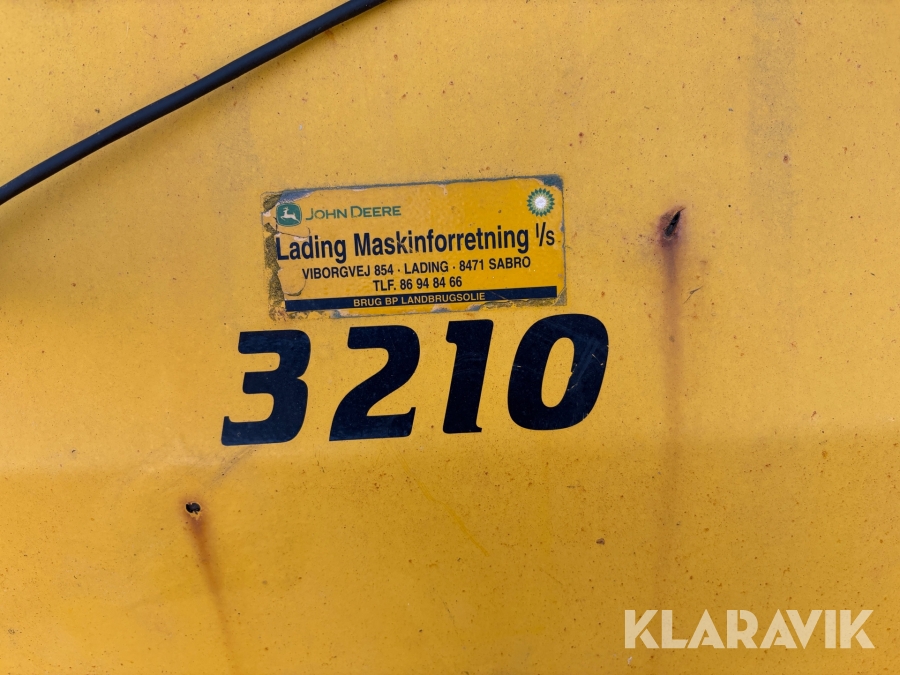 JOHN DEERE
Lading Maskinforretning I/s
VIBORGVEJ 854 · LADING · 8471 SABRO
TLF. 86 94 84 66
BRUG BP LANDBRUGSOLIE
3210
KLARAVIK